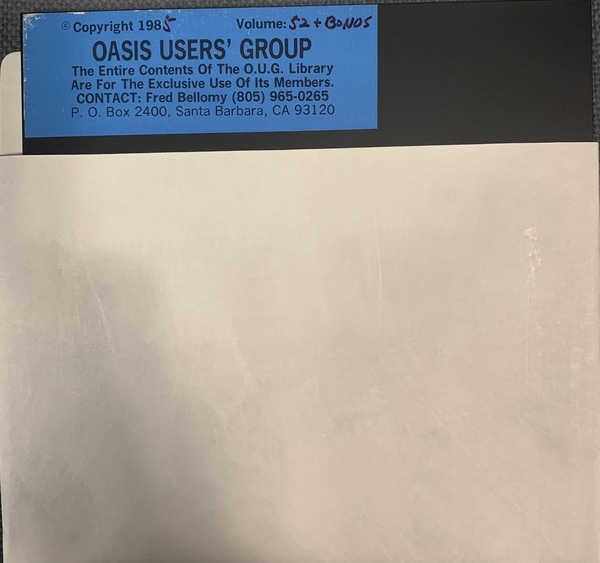 © Copyright 1985 Volume: 52 + BONOS
OASIS USERS' GROUP
The Entire Contents Of The O.U.G. Library
Are For The Exclusive Use Of Its Members.
CONTACT: Fred Bellomy (805) 965-0265
P. O. Box 2400, Santa Barbara, CA 93120